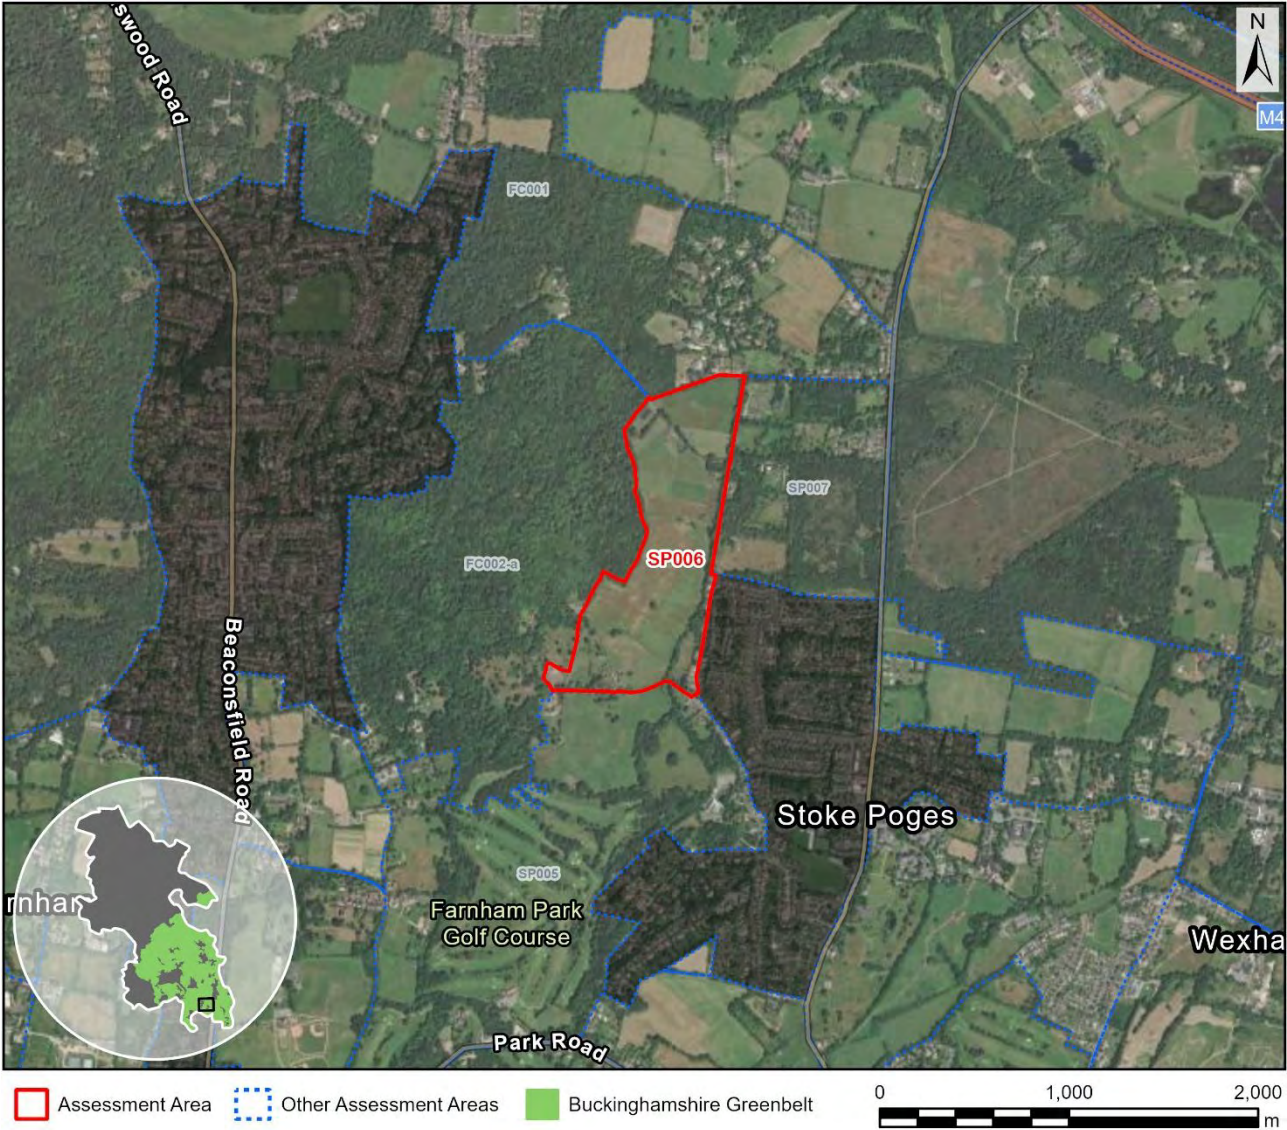 swood Road
N
M4
FC001
SP007
SP006
FC002-a
Beaconsfield Road
Stoke Poges
SP005
rnhar
Farnham Park
Golf Course
Wexha
Park Road
Assessment Area
Other Assessment Areas
Buckinghamshire Greenbelt
0
1,000
2,000
m